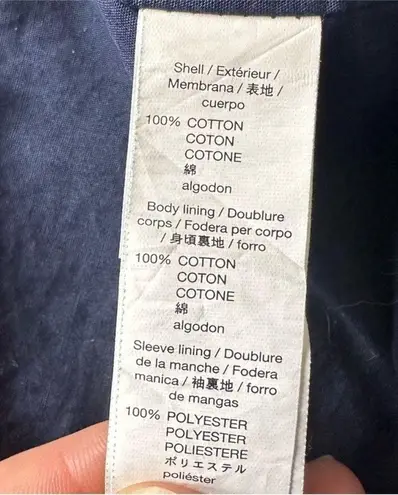 Shell / Extérieur /
Membrana / 表地 /
cuerpo
100% COTTON
COTON
COTONE
綿
algodon
Body lining / Doublure
corps / Fodera per corpo
/ 身頃裏地 / forro
100% COTTON
COTON
COTONE
綿
algodon
Sleeve lining / Doublure
de la manche / Fodera
manica / 袖裏地 / forro
de mangas
100% POLYESTER
POLYESTER
POLIESTERE
ポリエステル
poliéster